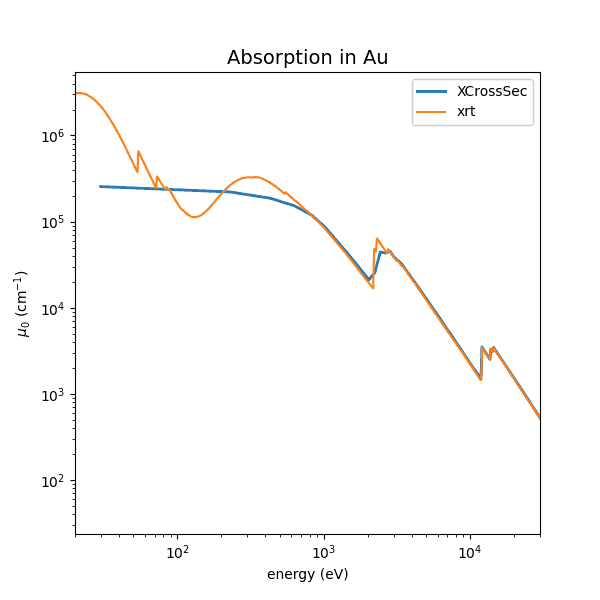 Absorption in Au
XCrossSec
xrt
μ₀ (cm⁻¹)
10⁶
10⁵
10⁴
10³
10²
10² 10³ 10⁴
energy (eV)